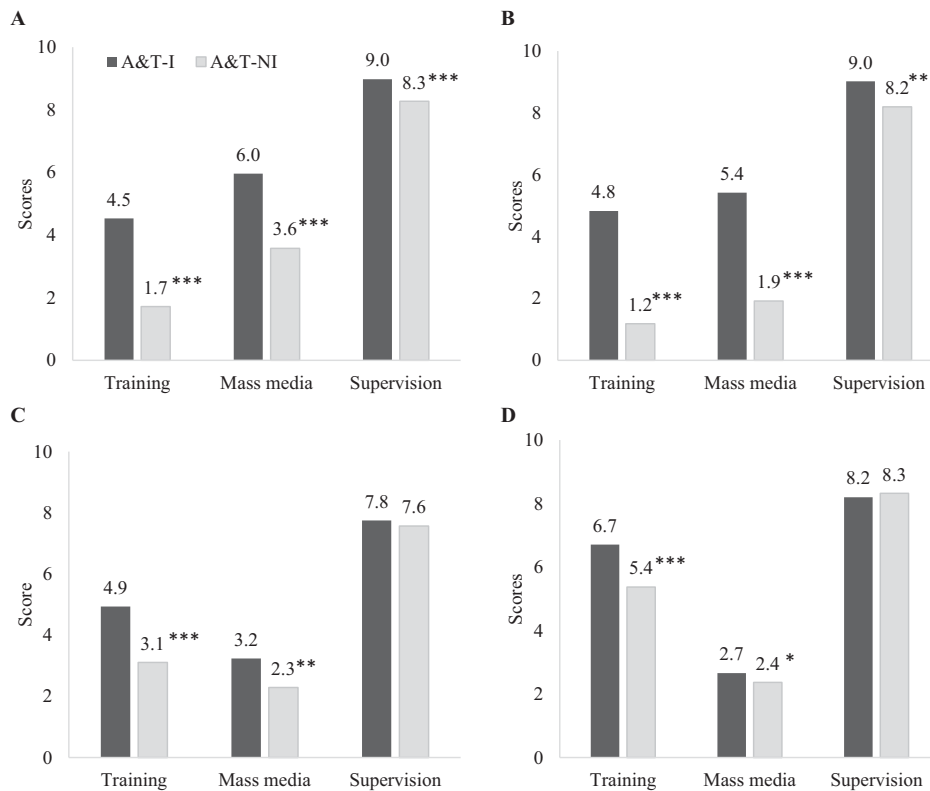 A
10
8
6
4
2
0
Scores
A&T-I
A&T-NI
4.5
1.7***
6.0
3.6***
9.0
8.3***
Training
Mass media
Supervision
B
10
8
6
4
2
0
Scores
4.8
1.2***
5.4
1.9***
9.0
8.2**
Training
Mass media
Supervision
C
10
8
6
4
2
0
Score
4.9
3.1***
3.2
2.3**
7.8
7.6
Training
Mass media
Supervision
D
10
8
6
4
2
0
Scores
6.7
5.4***
2.7
2.4*
8.2
8.3
Training
Mass media
Supervision